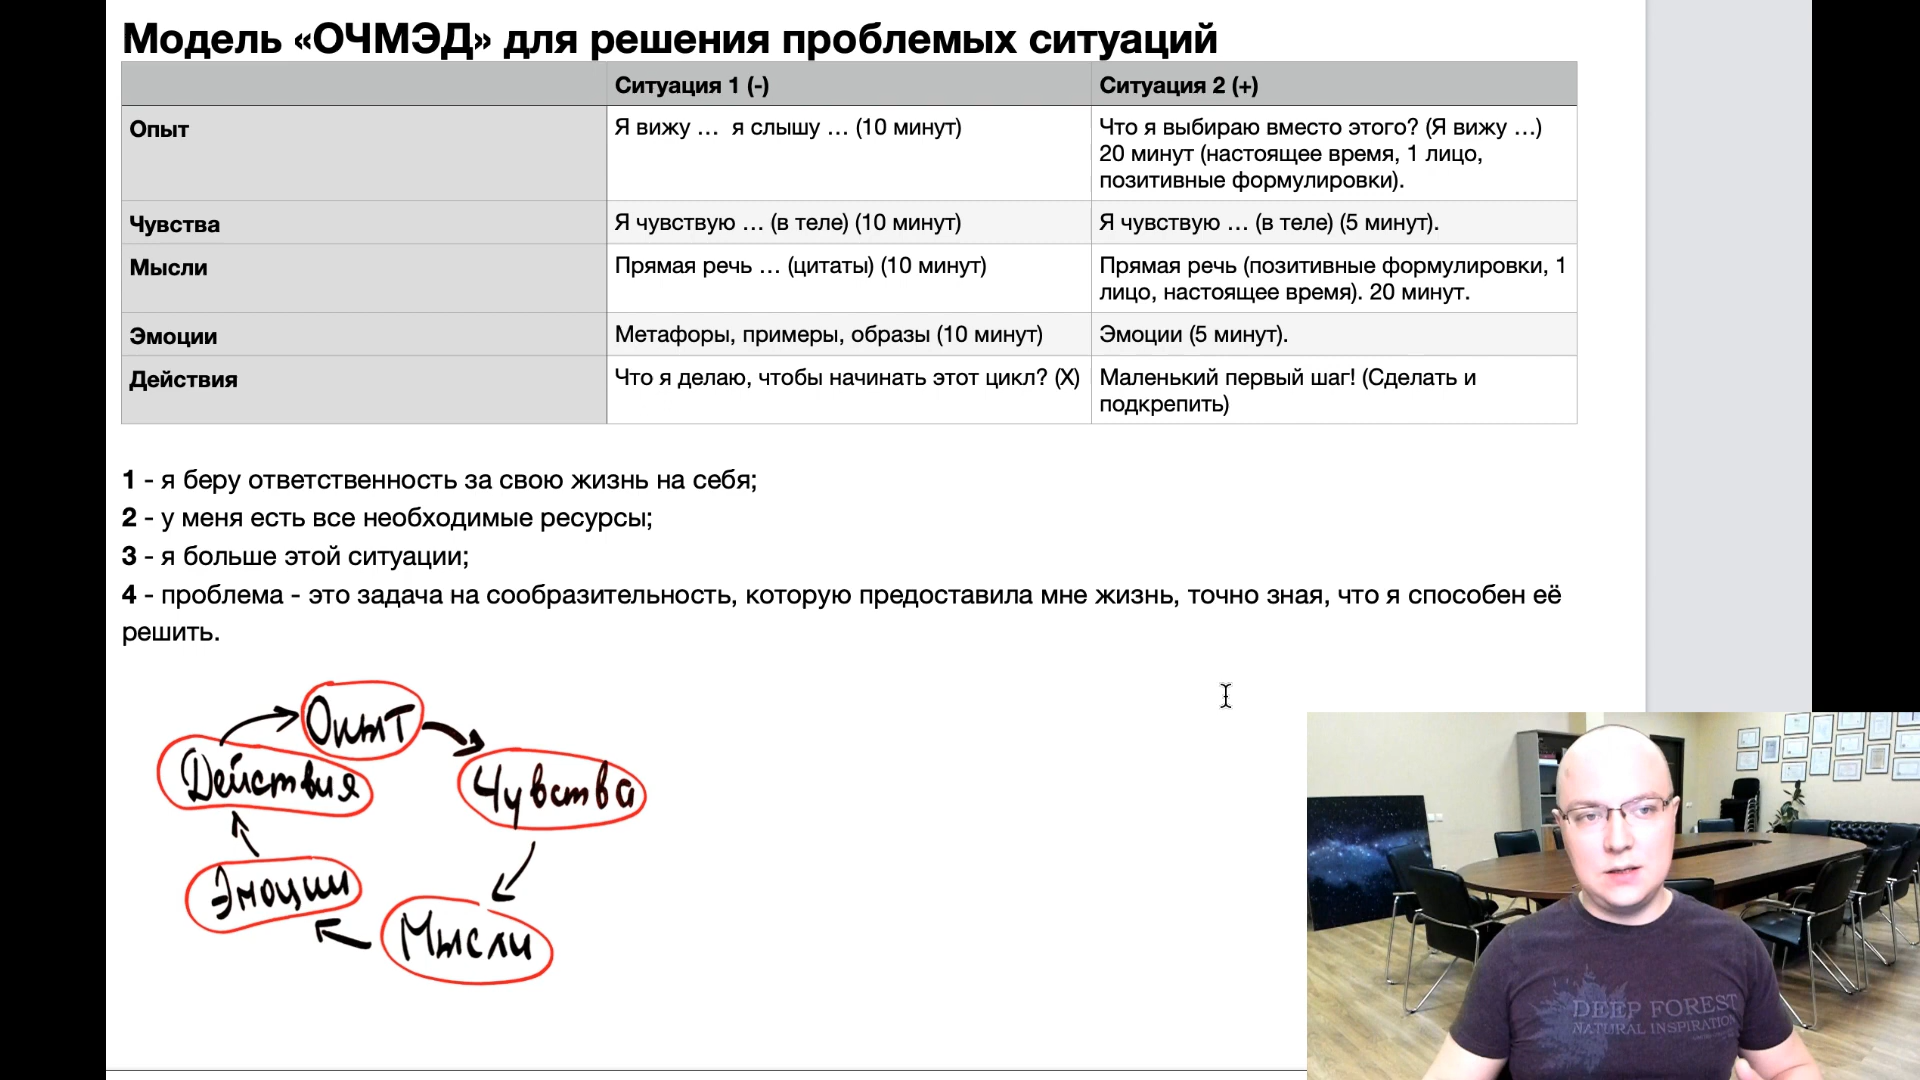 Модель «ОЧМЭД» для решения проблемых ситуаций
Ситуация 1 (-)
Ситуация 2 (+)
Опыт
Я вижу … я слышу … (10 минут)
Что я выбираю вместо этого? (Я вижу …)
20 минут (настоящее время, 1 лицо,
позитивные формулировки).
Чувства
Я чувствую … (в теле) (10 минут)
Я чувствую … (в теле) (5 минут).
Мысли
Прямая речь … (цитаты) (10 минут)
Прямая речь (позитивные формулировки, 1
лицо, настоящее время). 20 минут.
Эмоции
Метафоры, примеры, образы (10 минут)
Эмоции (5 минут).
Действия
Что я делаю, чтобы начинать этот цикл? (X)
Маленький первый шаг! (Сделать и
подкрепить)
1 - я беру ответственность за свою жизнь на себя;
2 - у меня есть все необходимые ресурсы;
3 - я больше этой ситуации;
4 - проблема - это задача на сообразительность, которую предоставила мне жизнь, точно зная, что я способен её
решить.
Опыт
Действия
Чувства
Эмоции
Мысли
DEEP FOREST
NATURAL INSPIRATION